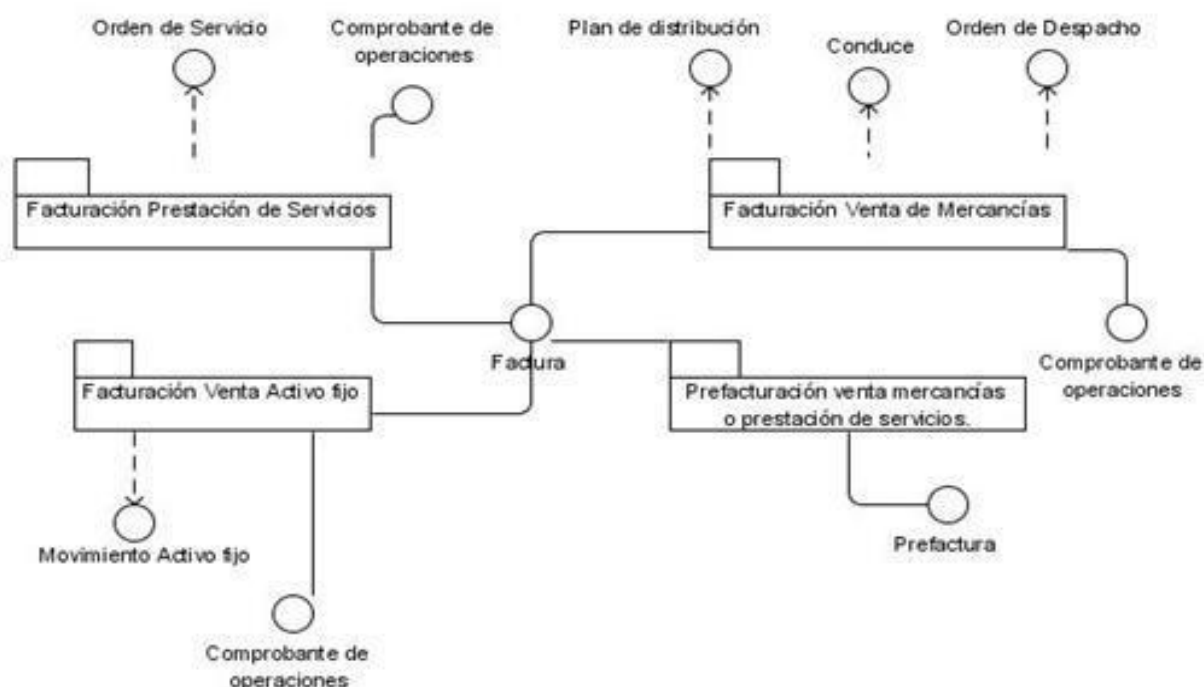 Orden de Servicio
Comprobante de
operaciones
Plan de distribución
Conduce
Orden de Despacho
Facturación Prestación de Servicios
Facturación Venta de Mercancías
Factura
Facturación Venta Activo fijo
Prefacturación venta mercancías
o prestación de servicios.
Comprobante de
operaciones
Movimiento Activo fijo
Prefactura
Comprobante de
operaciones